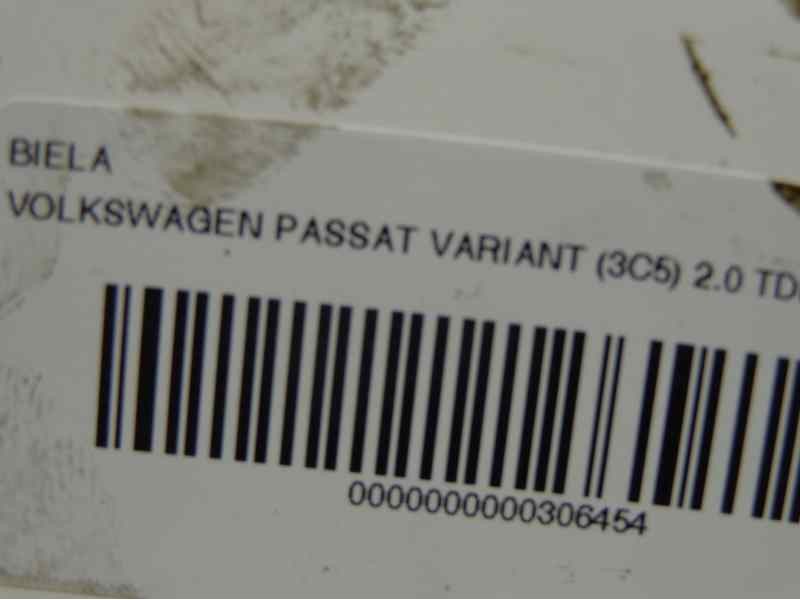 BIELA
VOLKSWAGEN PASSAT VARIANT (3C5) 2.0 TD
0000000000306454